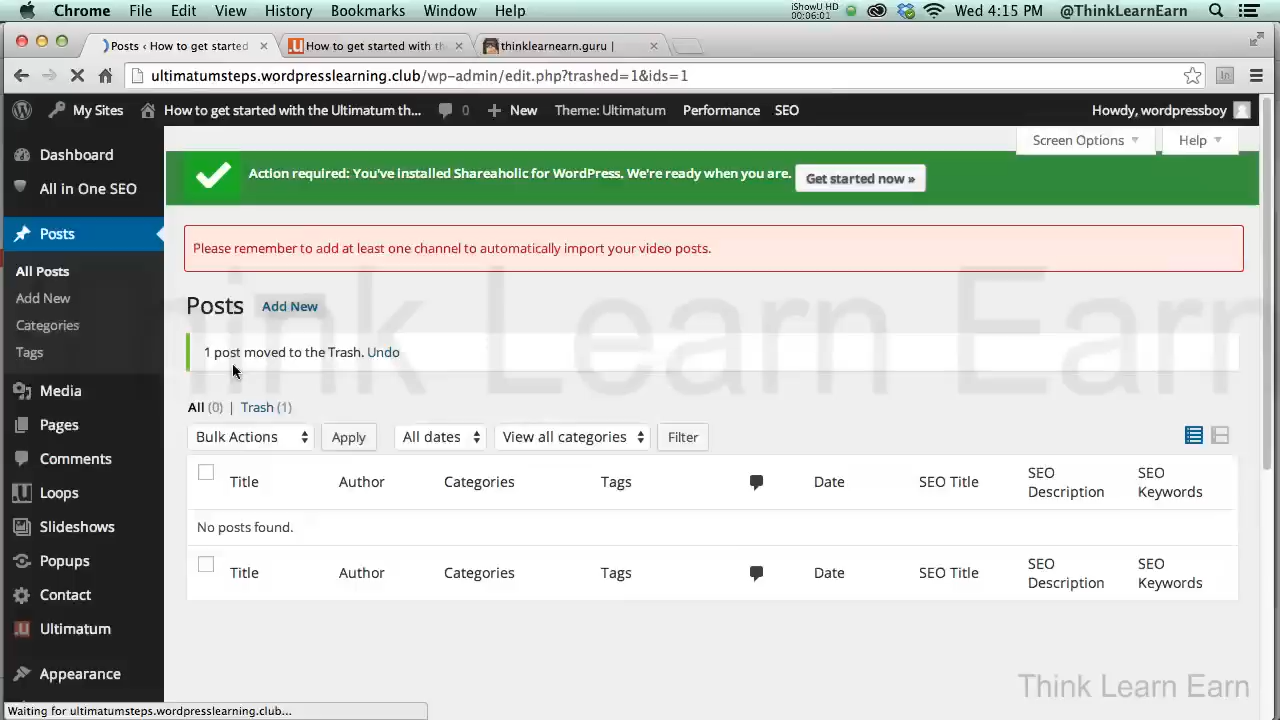 Chrome File Edit View History Bookmarks Window Help iShowU HD 00:06:01 Wed 4:15 PM @ThinkLearnEarn
Posts ‹ How to get started How to get started with th thinklearnearn.guru |
ultimatumsteps.wordpresslearning.club/wp-admin/edit.php?trashed=1&ids=1
My Sites How to get started with the Ultimatum th... 0 New Theme: Ultimatum Performance SEO Howdy, wordpressboy
Screen Options Help
Dashboard
All in One SEO
Posts
All Posts
Add New
Categories
Tags
Media
Pages
Comments
Loops
Slideshows
Popups
Contact
Ultimatum
Appearance
Action required: You've installed Shareaholic for WordPress. We're ready when you are. Get started now »
Please remember to add at least one channel to automatically import your video posts.
Posts Add New
1 post moved to the Trash. Undo
All (0) | Trash (1)
Bulk Actions Apply All dates View all categories Filter
Title Author Categories Tags Date SEO Title SEO Description SEO Keywords
No posts found.
Title Author Categories Tags Date SEO Title SEO Description SEO Keywords
Think Learn Earn
Think Learn Earn
Waiting for ultimatumsteps.wordpresslearning.club...